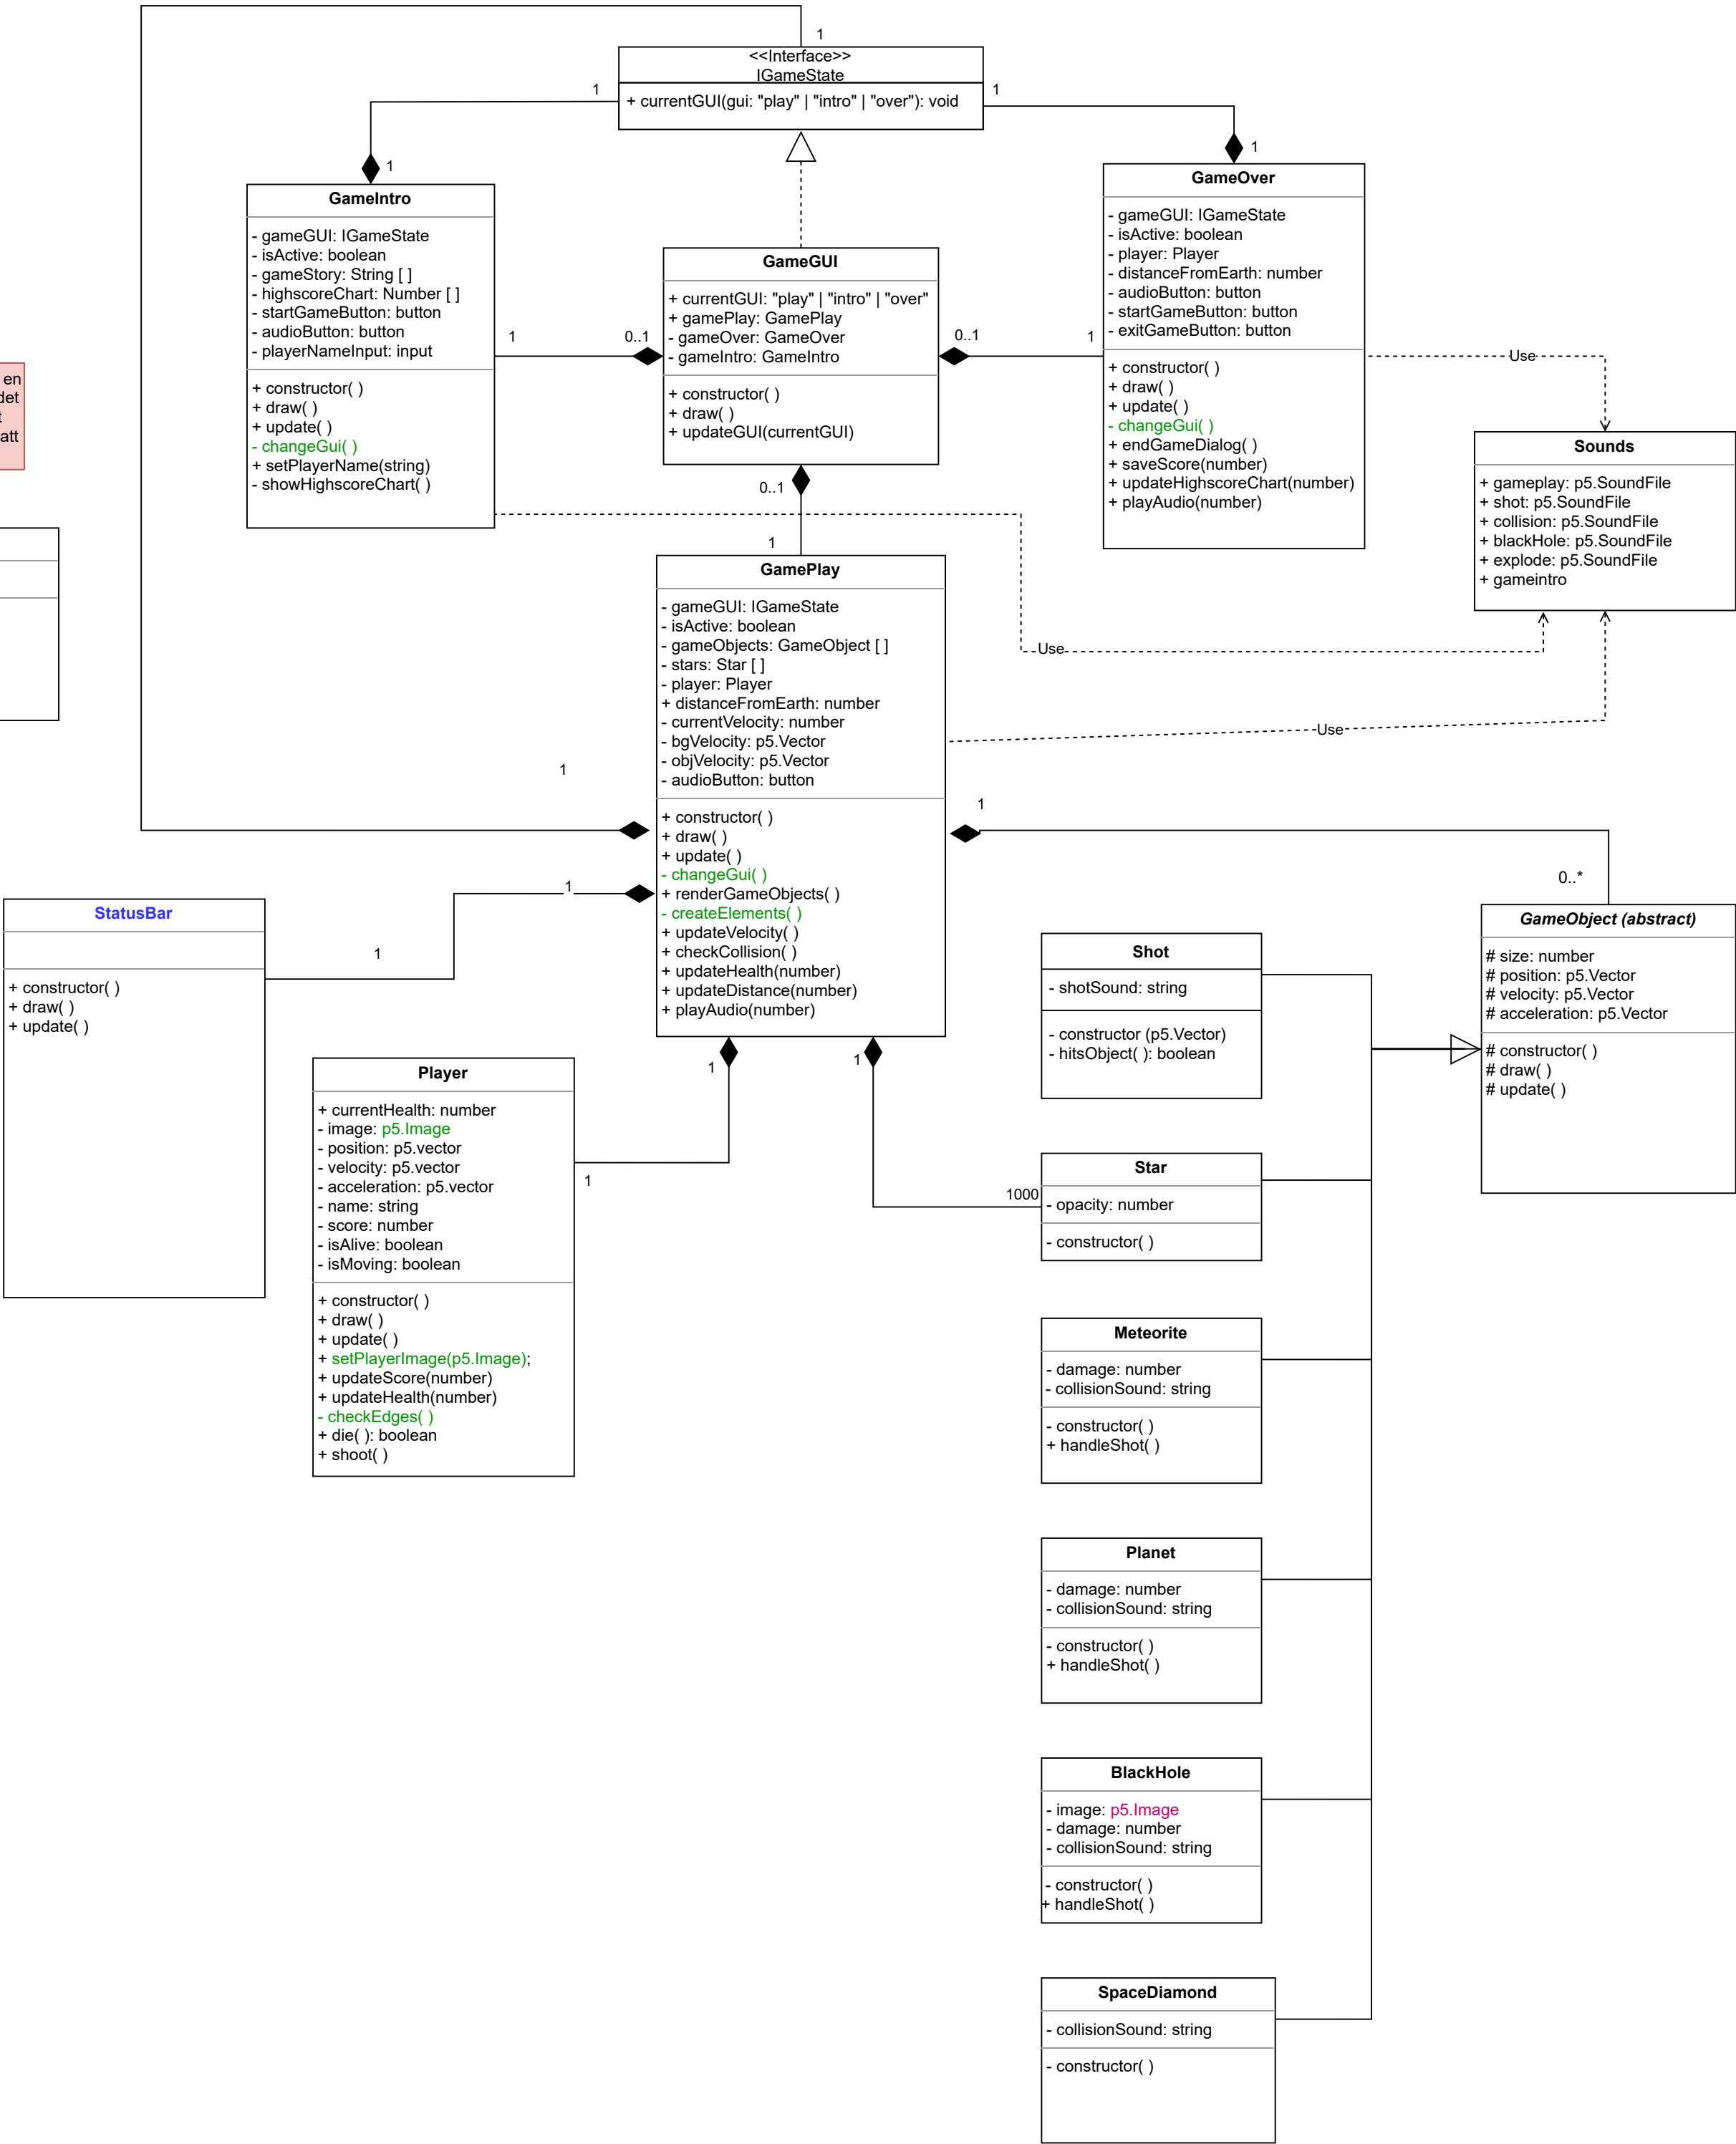 1
<<Interface>>
IGameState
+ currentGUI(gui: "play" | "intro" | "over"): void
1
1
1
1
GameIntro
- gameGUI: IGameState
- isActive: boolean
- gameStory: String [ ]
- highscoreChart: Number [ ]
- startGameButton: button
- audioButton: button
- playerNameInput: input
+ constructor( )
+ draw( )
+ update( )
- changeGui( )
+ setPlayerName(string)
- showHighscoreChart( )
1
0..1
GameGUI
+ currentGUI: "play" | "intro" | "over"
+ gamePlay: GamePlay
- gameOver: GameOver
- gameIntro: GameIntro
+ constructor( )
+ draw( )
+ updateGUI(currentGUI)
0..1
1
GameOver
- gameGUI: IGameState
- isActive: boolean
- player: Player
- distanceFromEarth: number
- audioButton: button
- startGameButton: button
- exitGameButton: button
+ constructor( )
+ draw( )
+ update( )
- changeGui( )
+ endGameDialog( )
+ saveScore(number)
+ updateHighscoreChart(number)
+ playAudio(number)
Use
en
det
t
att
Sounds
+ gameplay: p5.SoundFile
+ shot: p5.SoundFile
+ collision: p5.SoundFile
+ blackHole: p5.SoundFile
+ explode: p5.SoundFile
+ gameintro
0..1
1
Use
Use
GamePlay
- gameGUI: IGameState
- isActive: boolean
- gameObjects: GameObject [ ]
- stars: Star [ ]
- player: Player
+ distanceFromEarth: number
- currentVelocity: number
- bgVelocity: p5.Vector
- objVelocity: p5.Vector
- audioButton: button
+ constructor( )
+ draw( )
+ update( )
- changeGui( )
+ renderGameObjects( )
- createElements( )
+ updateVelocity( )
+ checkCollision( )
+ updateHealth(number)
+ updateDistance(number)
+ playAudio(number)
1
1
0..*
1
1
StatusBar
+ constructor( )
+ draw( )
+ update( )
GameObject (abstract)
# size: number
# position: p5.Vector
# velocity: p5.Vector
# acceleration: p5.Vector
# constructor( )
# draw( )
# update( )
Shot
- shotSound: string
- constructor (p5.Vector)
- hitsObject( ): boolean
1
1
Player
+ currentHealth: number
- image: p5.Image
- position: p5.vector
- velocity: p5.vector
- acceleration: p5.vector
- name: string
- score: number
- isAlive: boolean
- isMoving: boolean
+ constructor( )
+ draw( )
+ update( )
+ setPlayerImage(p5.Image);
+ updateScore(number)
+ updateHealth(number)
- checkEdges( )
+ die( ): boolean
+ shoot( )
1
1000
Star
- opacity: number
- constructor( )
Meteorite
- damage: number
- collisionSound: string
- constructor( )
+ handleShot( )
Planet
- damage: number
- collisionSound: string
- constructor( )
+ handleShot( )
BlackHole
- image: p5.Image
- damage: number
- collisionSound: string
- constructor( )
+ handleShot( )
SpaceDiamond
- collisionSound: string
- constructor( )